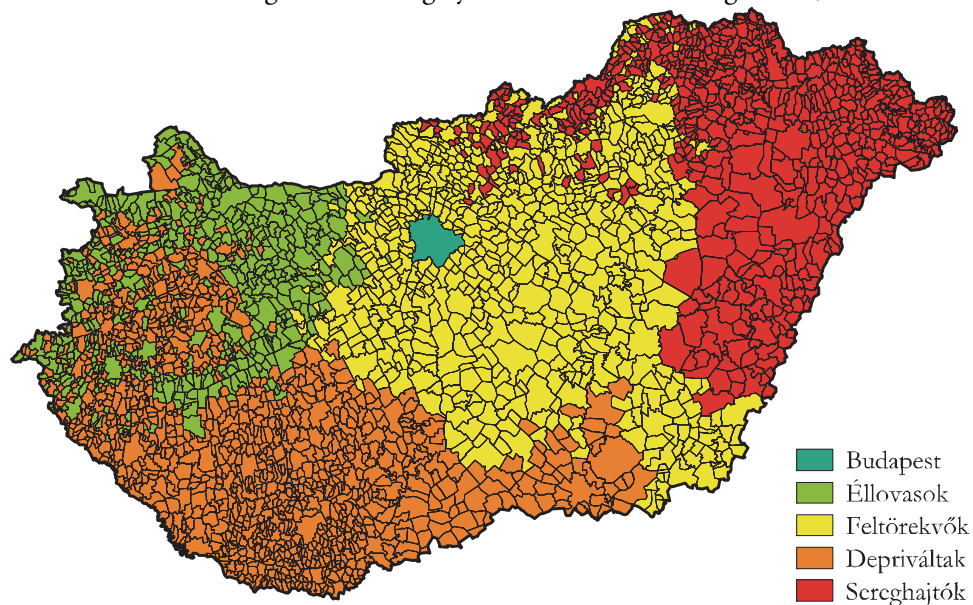 Budapest
Éllovasok
Feltörekvők
Depriváltak
Sereghajtók